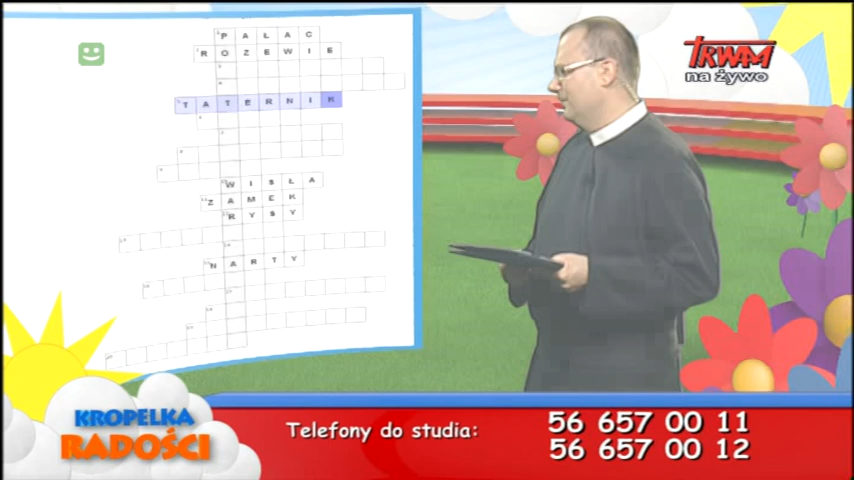 PAŁAC
ROZEWIE
TATERNIK
WISŁA
ZAMEK
RYSY
NARTY
TRWAM
na żywo
KROPELKA
RADOŚCI
Telefony do studia:
56 657 00 11
56 657 00 12